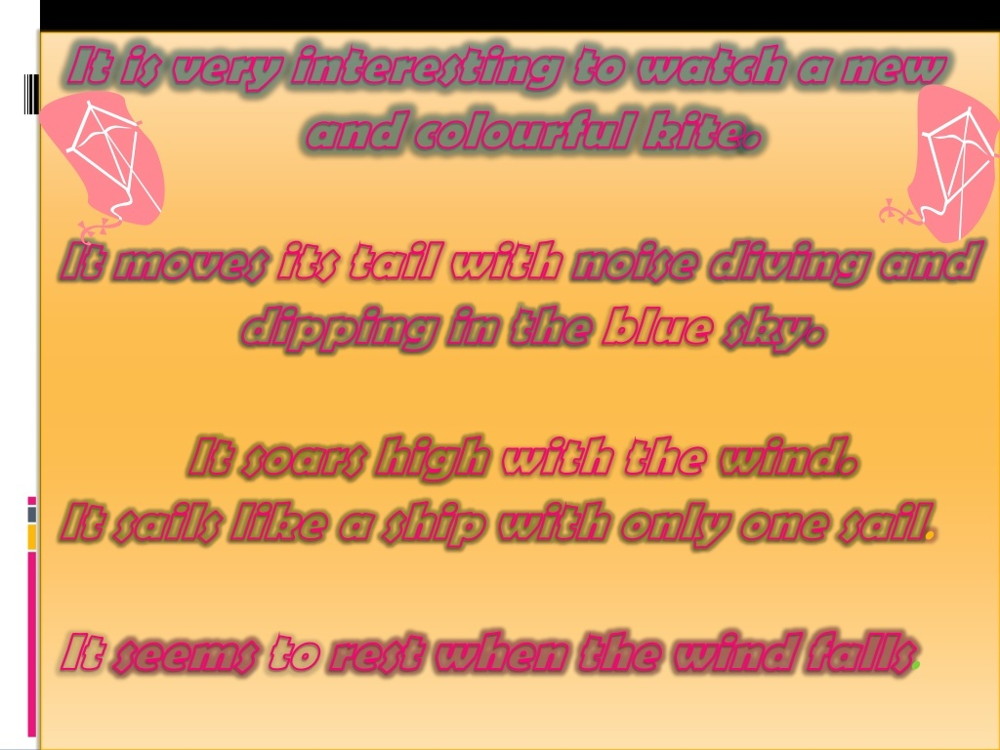 It is very interesting to watch a new
and colourful kite.
It moves its tail with noise diving and
dipping in the blue sky.
It soars high with the wind.
It sails like a ship with only one sail.
It seems to rest when the wind falls.